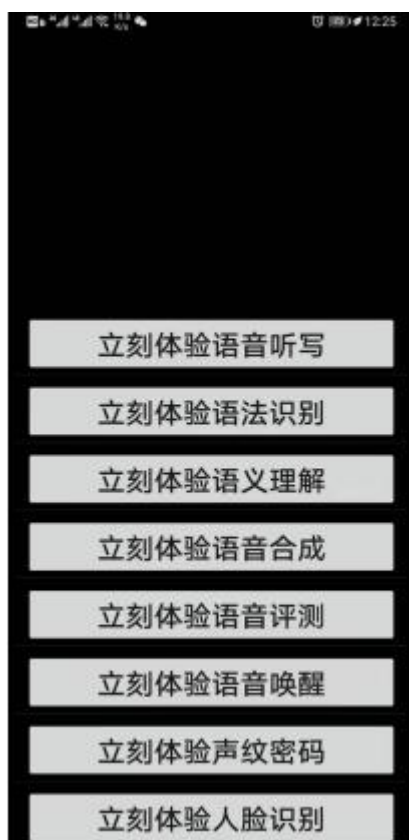 12:25
立刻体验语音听写
立刻体验语法识别
立刻体验语义理解
立刻体验语音合成
立刻体验语音评测
立刻体验语音唤醒
立刻体验声纹密码
立刻体验人脸识别